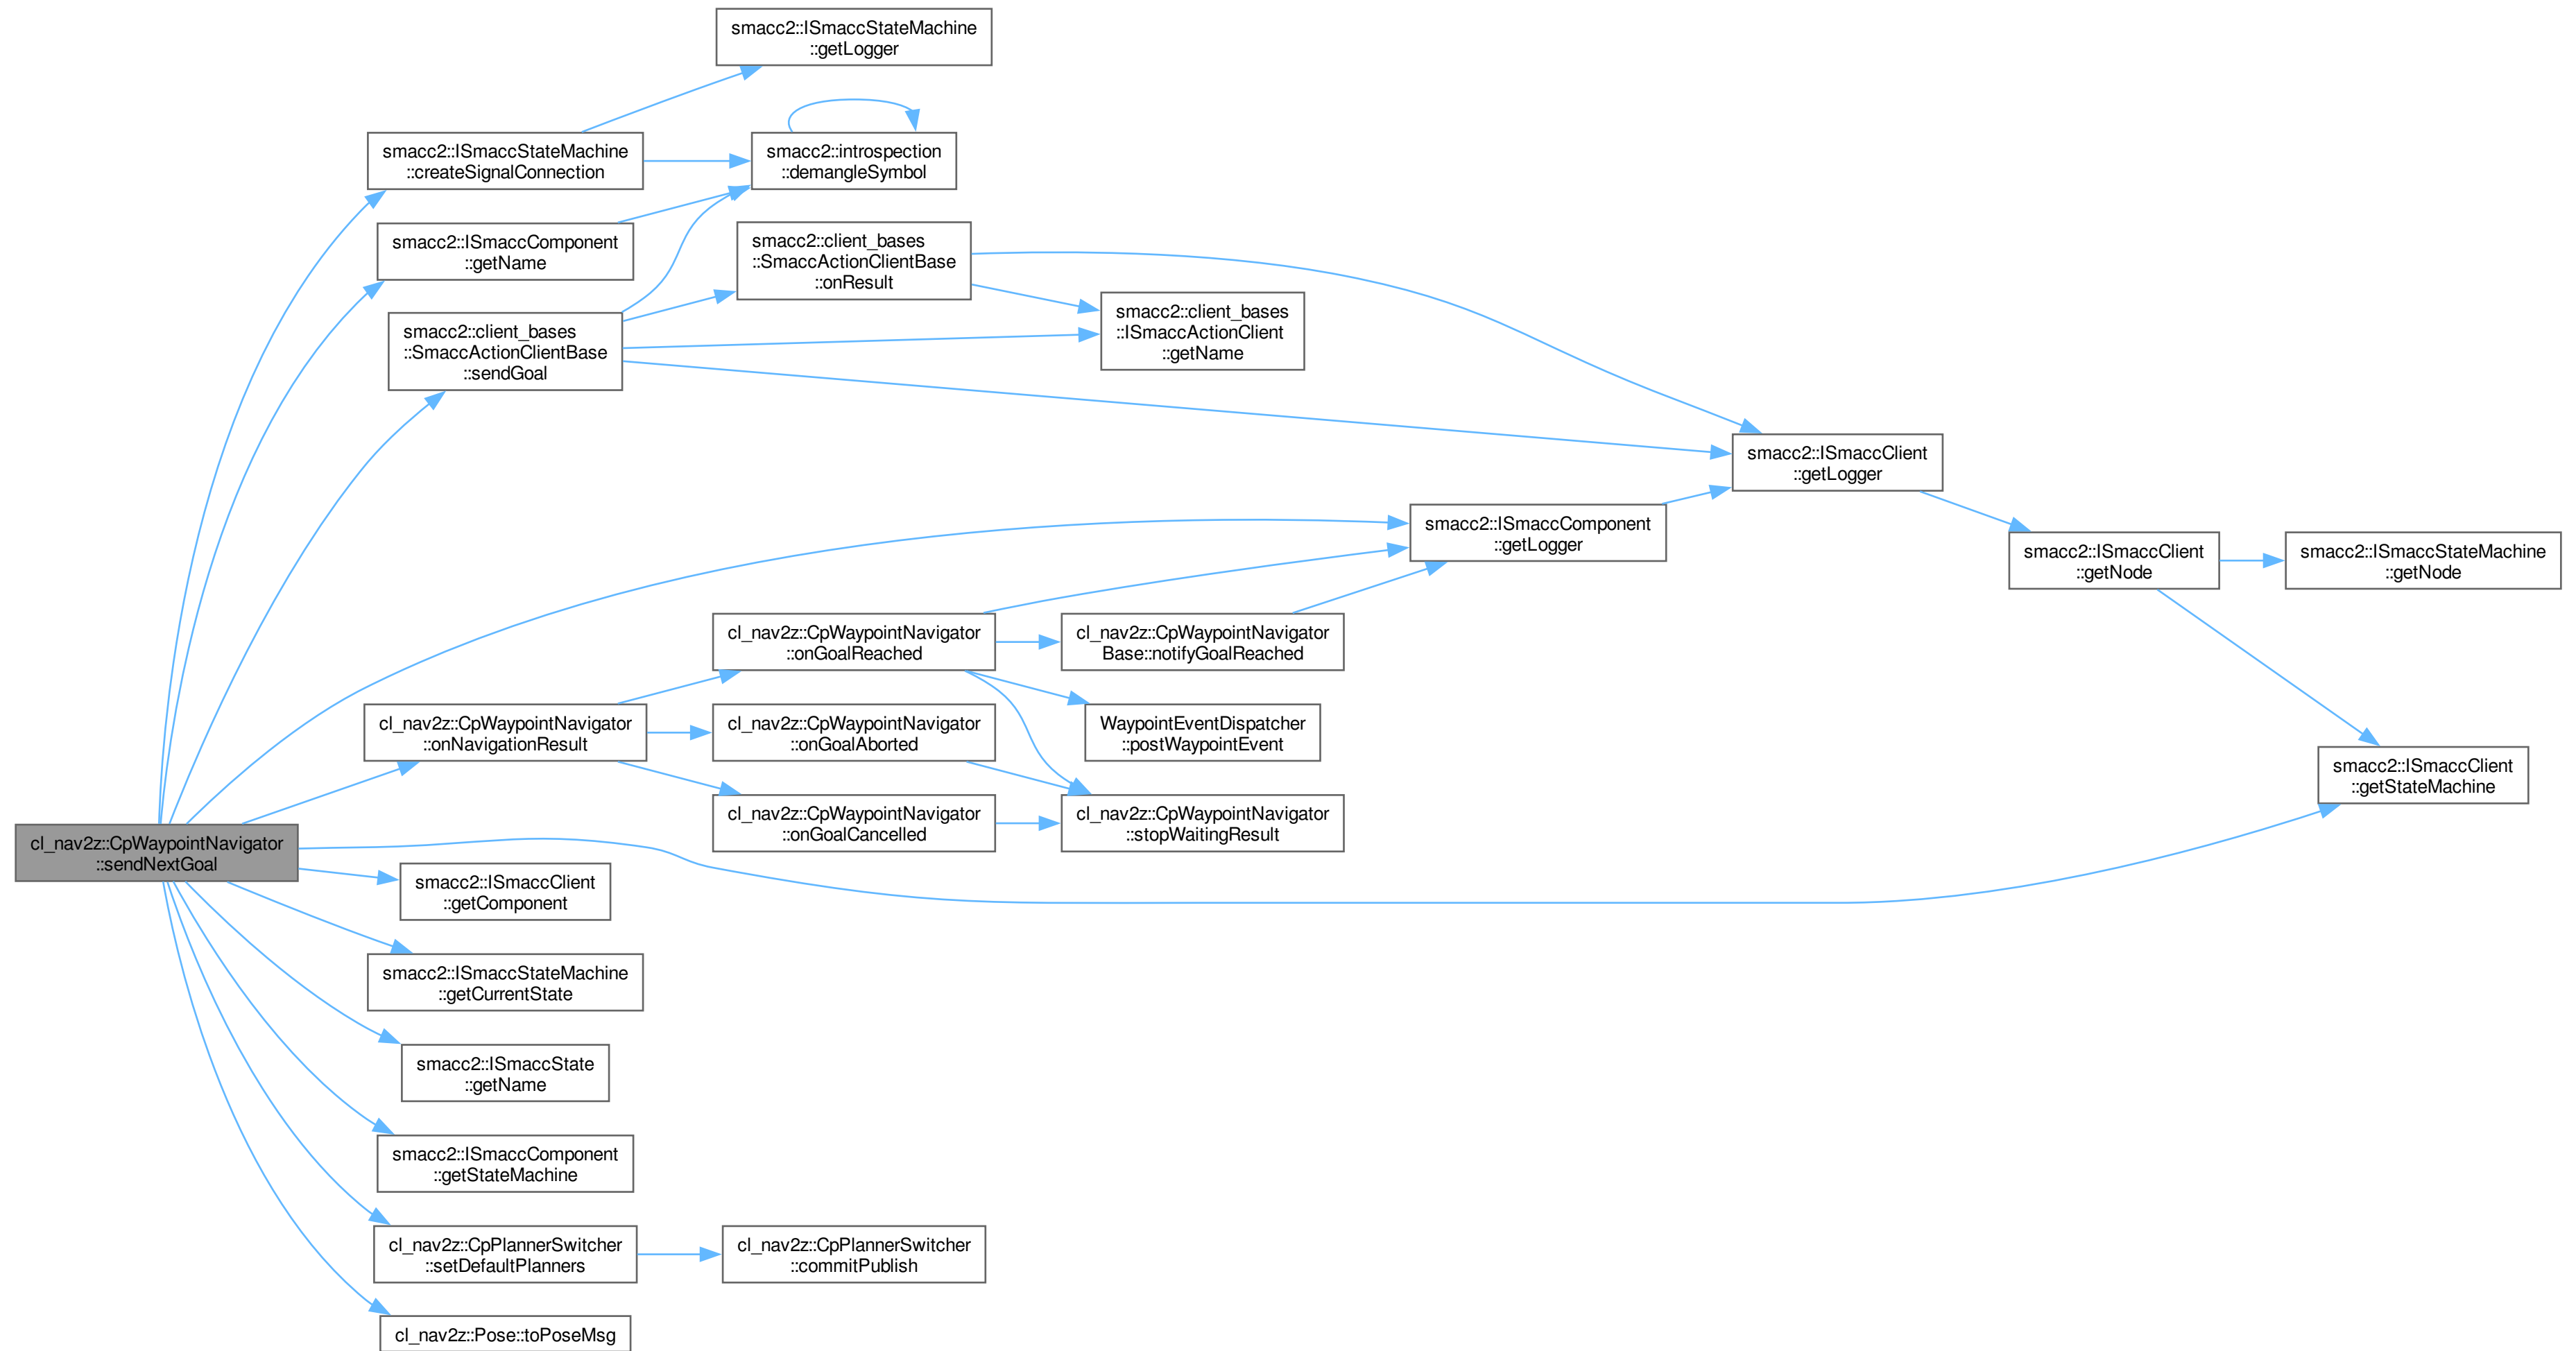 smacc2::ISmaccStateMachine
::getLogger
smacc2::ISmaccStateMachine
::createSignalConnection
smacc2::introspection
::demangleSymbol
smacc2::ISmaccComponent
::getName
smacc2::client_bases
::SmaccActionClientBase
::onResult
smacc2::client_bases
::ISmaccActionClient
::getName
smacc2::client_bases
::SmaccActionClientBase
::sendGoal
smacc2::ISmaccClient
::getLogger
smacc2::ISmaccComponent
::getLogger
smacc2::ISmaccClient
::getNode
smacc2::ISmaccStateMachine
::getNode
cl_nav2z::CpWaypointNavigator
::onGoalReached
cl_nav2z::CpWaypointNavigator
Base::notifyGoalReached
cl_nav2z::CpWaypointNavigator
::onNavigationResult
cl_nav2z::CpWaypointNavigator
::onGoalAborted
WaypointEventDispatcher
::postWaypointEvent
smacc2::ISmaccClient
::getStateMachine
cl_nav2z::CpWaypointNavigator
::onGoalCancelled
cl_nav2z::CpWaypointNavigator
::stopWaitingResult
cl_nav2z::CpWaypointNavigator
::sendNextGoal
smacc2::ISmaccClient
::getComponent
smacc2::ISmaccStateMachine
::getCurrentState
smacc2::ISmaccState
::getName
smacc2::ISmaccComponent
::getStateMachine
cl_nav2z::CpPlannerSwitcher
::setDefaultPlanners
cl_nav2z::CpPlannerSwitcher
::commitPublish
cl_nav2z::Pose::toPoseMsg